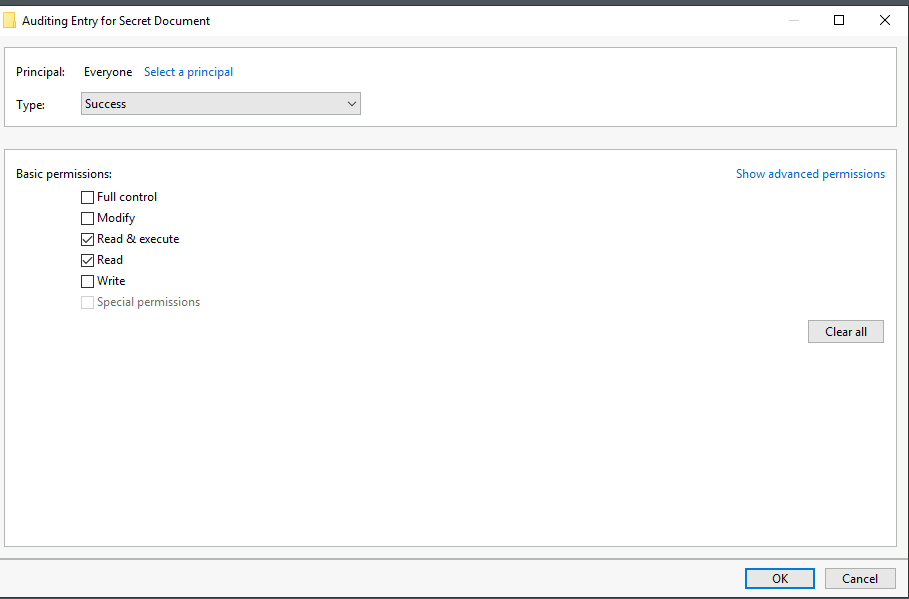 Auditing Entry for Secret Document
Principal: Everyone Select a principal
Type: Success
Basic permissions: Show advanced permissions
Full control
Modify
Read & execute
Read
Write
Special permissions
Clear all
OK Cancel